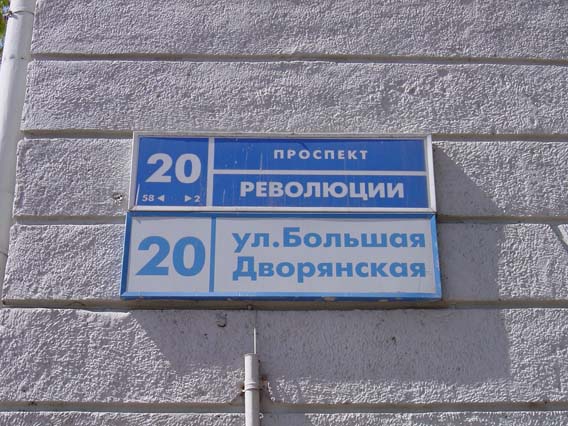 20
58 ◄ ► 2
ПРОСПЕКТ
РЕВОЛЮЦИИ
20
ул.Большая
Дворянская